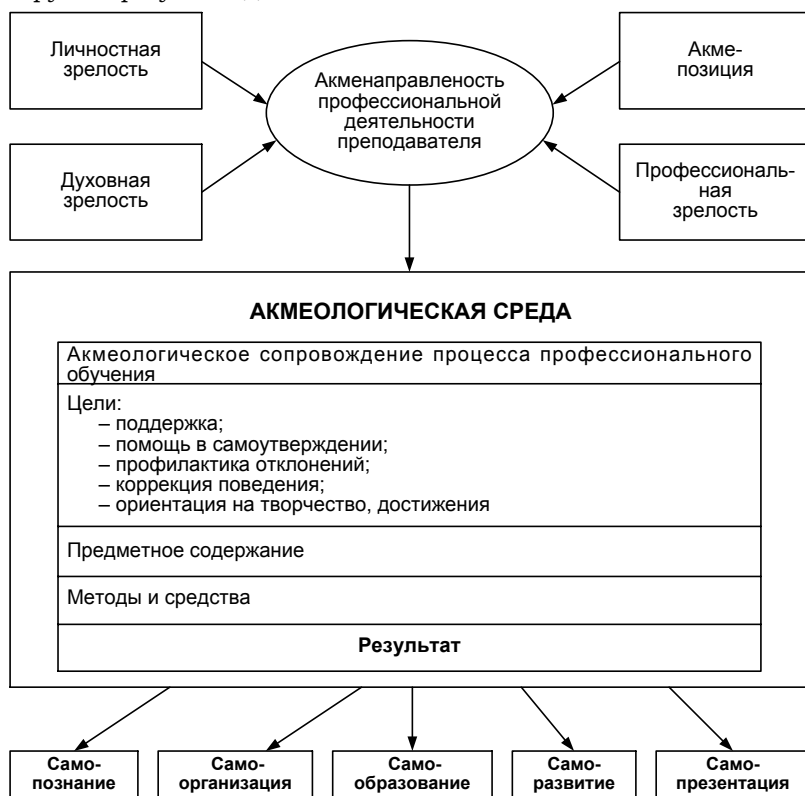 Личностная
зрелость
Акменаправленость
профессиональной
деятельности
преподавателя
Акме-
позиция
Духовная
зрелость
Профессиональ-
ная
зрелость
АКМЕОЛОГИЧЕСКАЯ СРЕДА
Акмеологическое сопровождение процесса профессионального
обучения
Цели:
– поддержка;
– помощь в самоутверждении;
– профилактика отклонений;
– коррекция поведения;
– ориентация на творчество, достижения
Предметное содержание
Методы и средства
Результат
Само-
познание
Само-
организация
Само-
образование
Само-
развитие
Само-
презентация